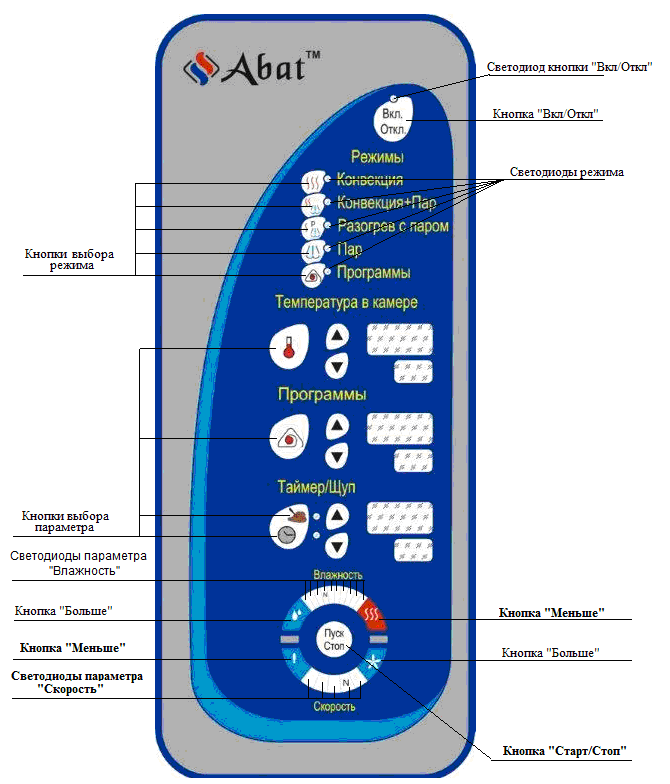 Abat™
Светодиод кнопки "Вкл/Откл"
Вкл.
Откл.
Кнопка "Вкл/Откл"
Режимы
Светодиоды режима
Конвекция
Конвекция+Пар
P
Разогрев с паром
Кнопки выбора
режима
Пар
Программы
Температура в камере
Программы
Таймер/Щуп
Кнопки выбора
параметра
Светодиоды параметра
"Влажность"
Влажность
N
Кнопка "Больше"
Кнопка "Меньше"
Пуск
Стоп
Кнопка "Меньше"
Кнопка "Больше"
Светодиоды параметра
"Скорость"
N
Скорость
Кнопка "Старт/Стоп"